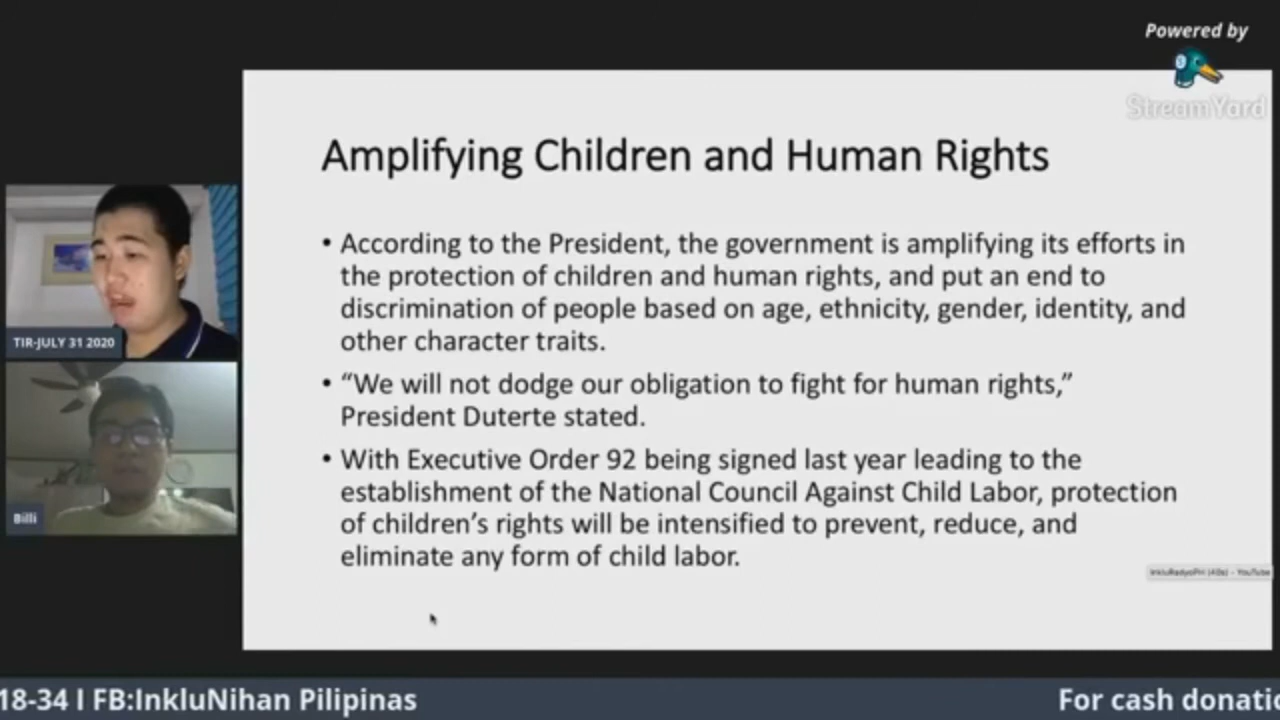 Powered by
StreamYard
Amplifying Children and Human Rights
• According to the President, the government is amplifying its efforts in
the protection of children and human rights, and put an end to
discrimination of people based on age, ethnicity, gender, identity, and
other character traits.
• “We will not dodge our obligation to fight for human rights,”
President Duterte stated.
• With Executive Order 92 being signed last year leading to the
establishment of the National Council Against Child Labor, protection
of children’s rights will be intensified to prevent, reduce, and
eliminate any form of child labor.
TIR-JULY 31 2020
Billi
- YouTube
18-34 I FB:InkluNihan Pilipinas
For cash donatio